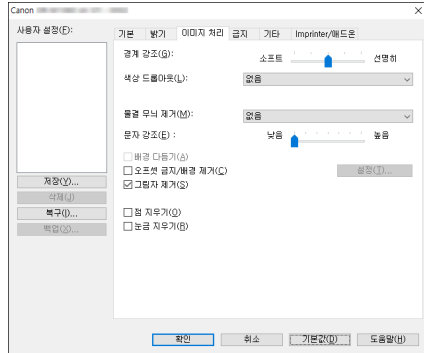 Canon
사용자 설정(F):
기본 밝기 이미지 처리 급지 기타 Imprinter/애드온
경계 강조(G):
소프트 선명히
색상 드롭아웃(L): 없음
물결 무늬 제거(M): 없음
문자 강조(E) : 낮음 높음
배경 다듬기(A)
오프셋 금지/배경 제거(C) 설정(T)...
그림자 제거(S)
점 지우기(O)
눈금 지우기(R)
저장(Y)...
삭제(J)
복구(I)...
백업(X)...
확인 취소 기본값(D) 도움말(H)